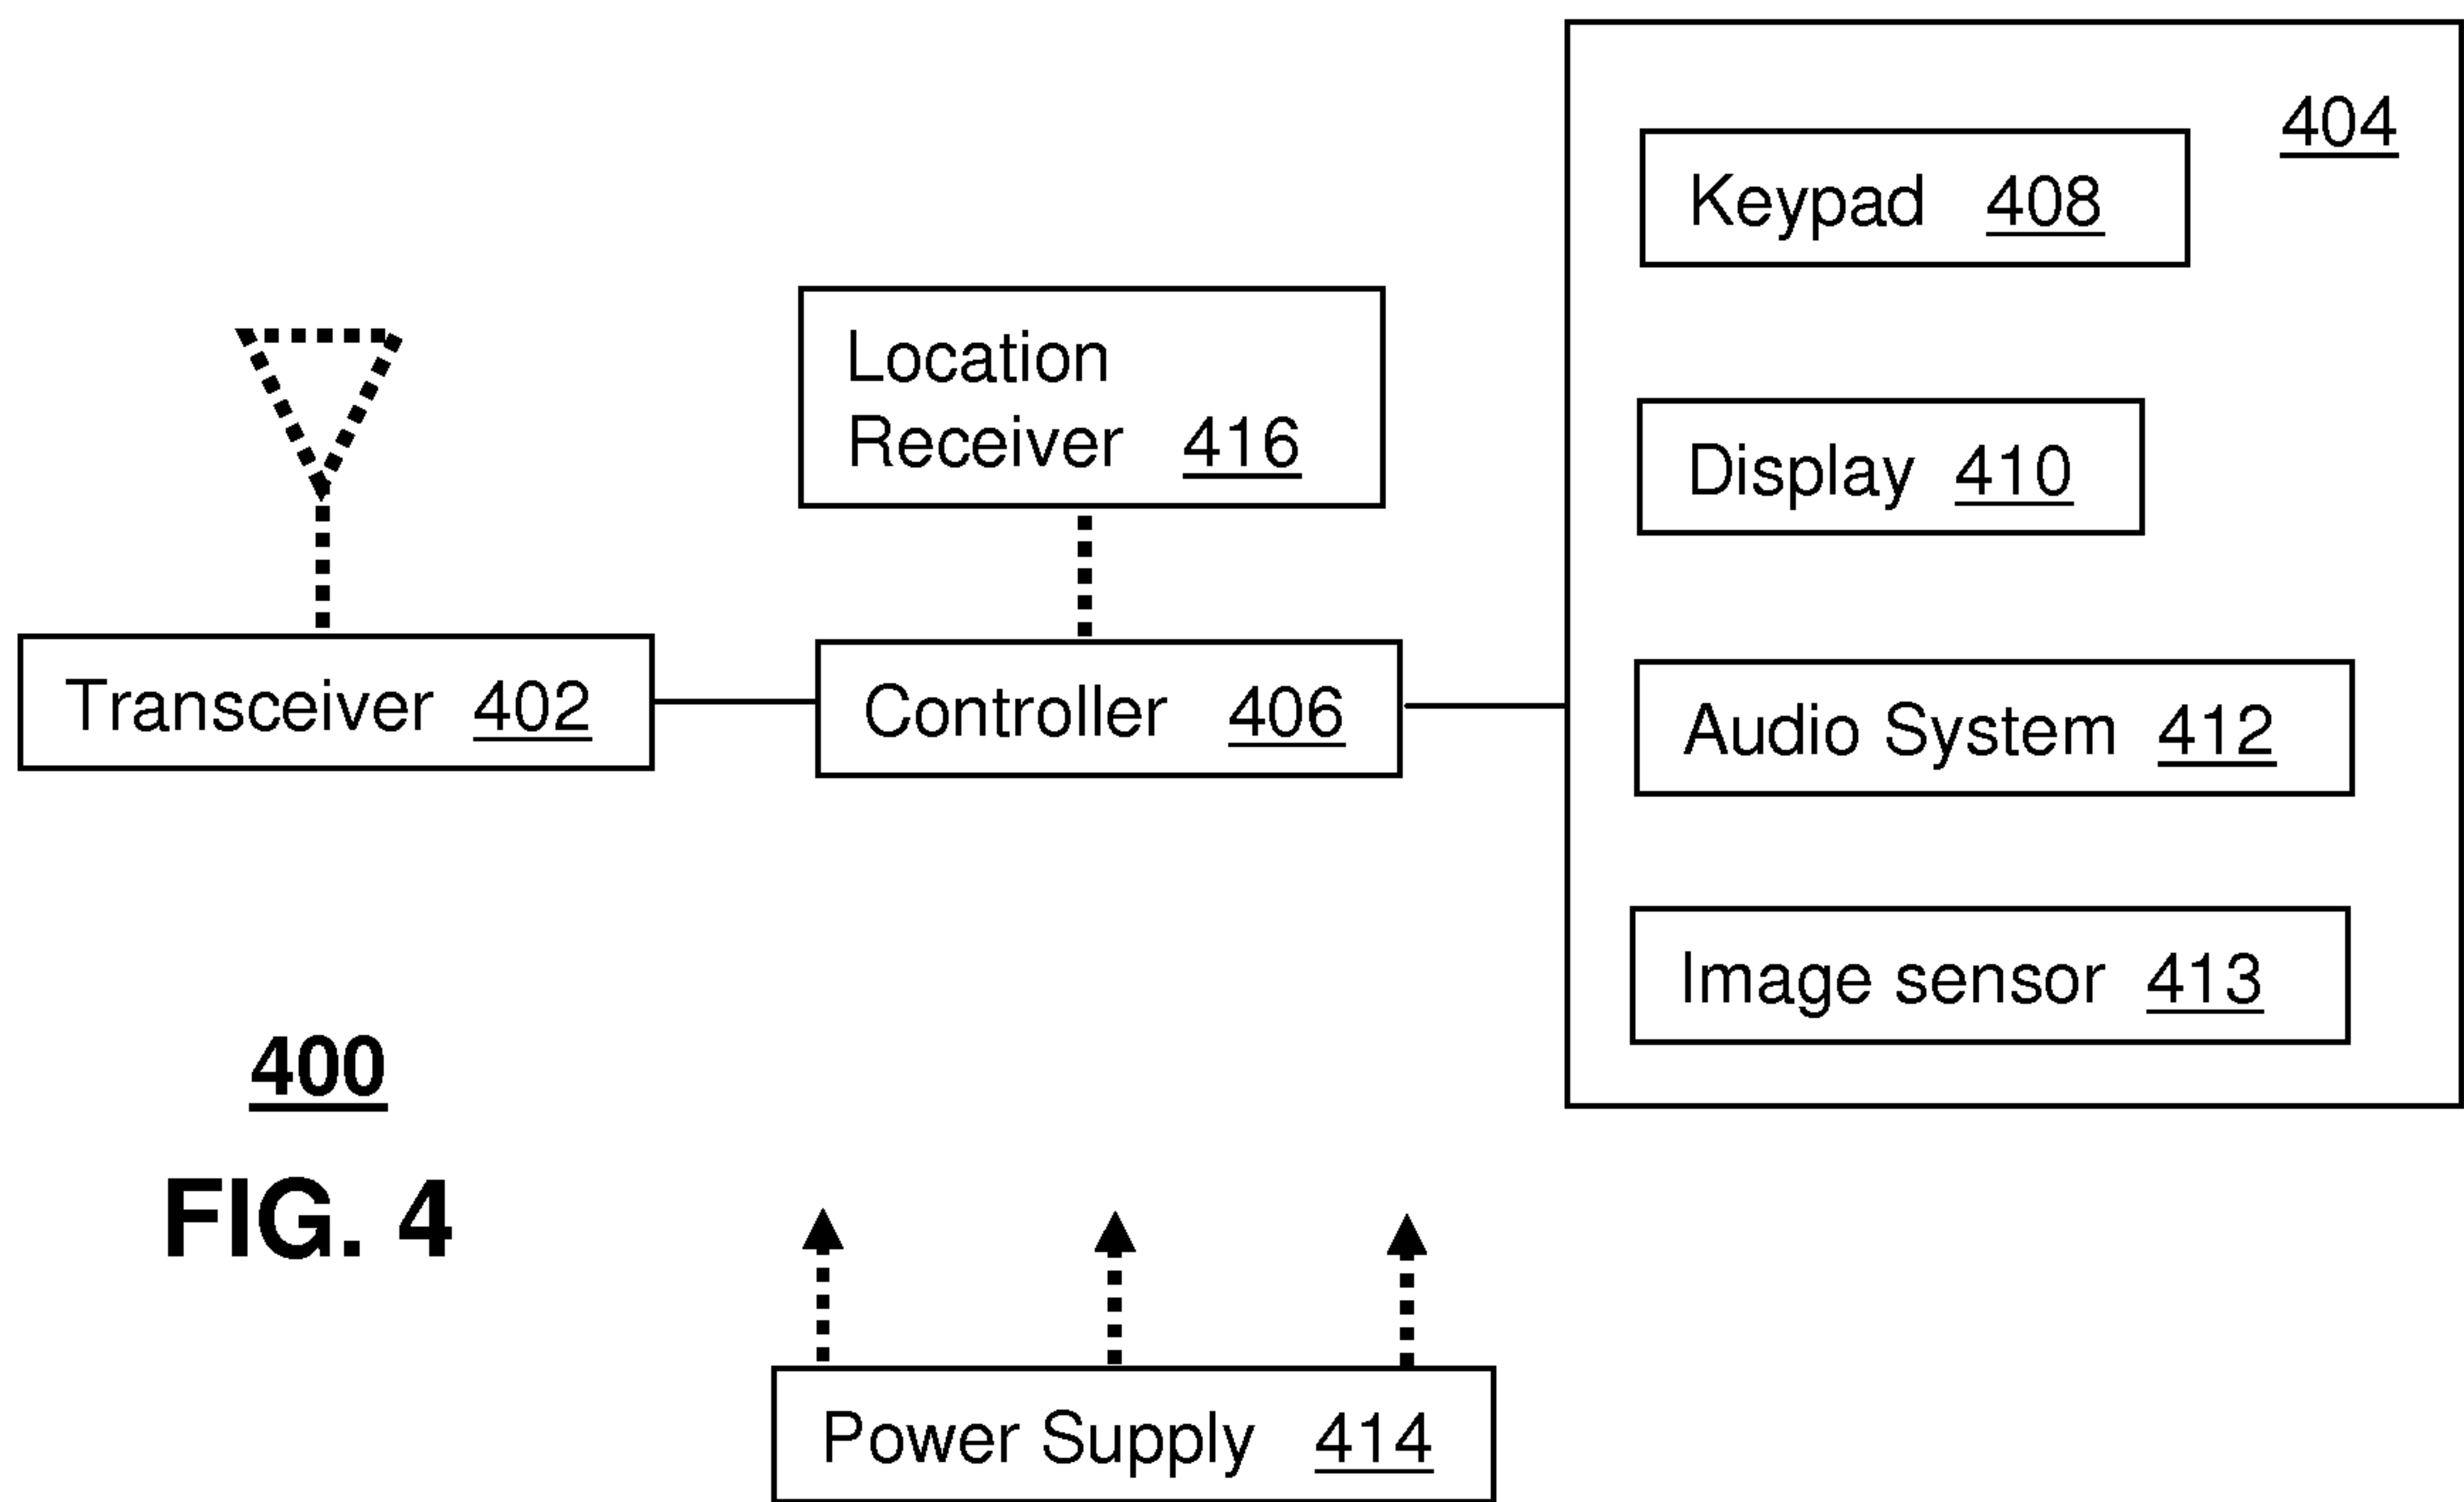 404
Keypad 408
Location
Receiver 416
Display 410
Transceiver 402
Controller 406
Audio System 412
Image sensor 413
400
FIG. 4
Power Supply 414